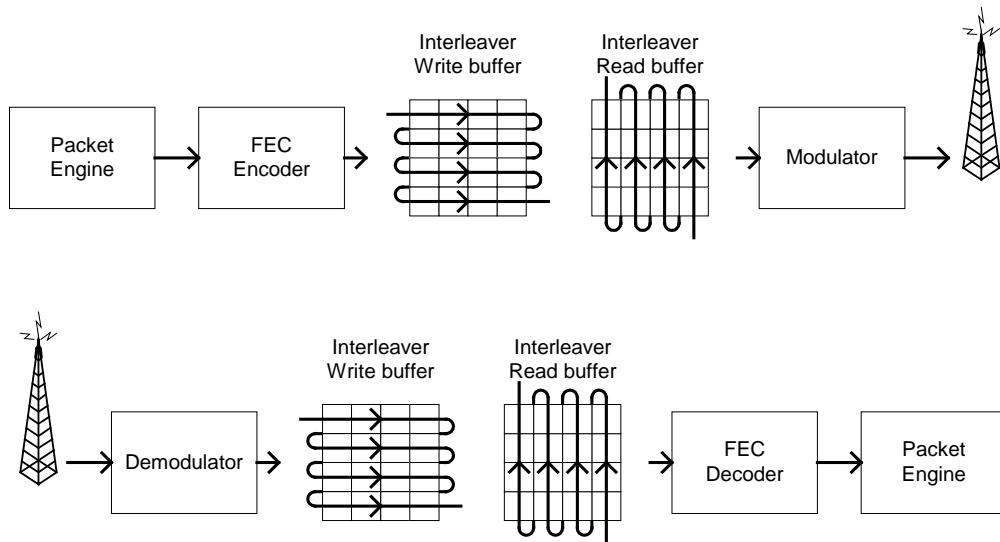 Interleaver
Write buffer
Interleaver
Read buffer
Packet
Engine
FEC
Encoder
Modulator
Interleaver
Write buffer
Interleaver
Read buffer
Demodulator
FEC
Decoder
Packet
Engine